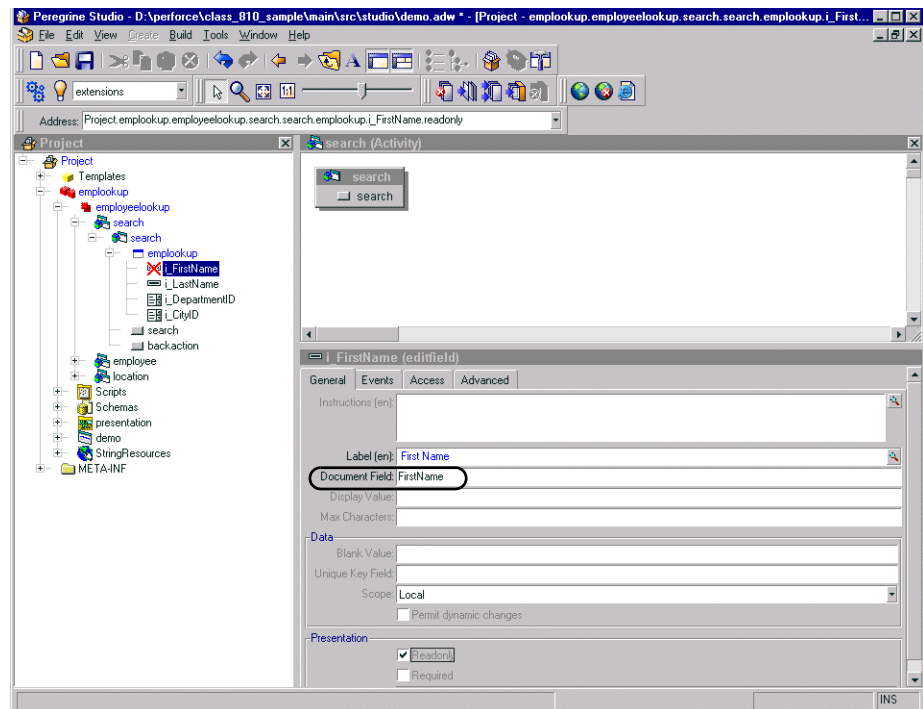 Peregrine Studio - D:\perforce\class_810_sample\main\src\studio\demo.adw * - [Project - emplookup.employeelookup.search.search.emplookup.i_First...
File Edit View Create Build Tools Window Help
extensions
1:1
Address: Project.emplookup.employeelookup.search.search.emplookup.i_FirstName.readonly
Project
Project
Templates
emplookup
employeelookup
search
search
emplookup
i_FirstName
i_LastName
i_DepartmentID
i_CityID
search
backaction
employee
location
Scripts
Schemas
presentation
demo
StringResources
META-INF
search (Activity)
search
search
i_FirstName (editfield)
General Events Access Advanced
Instructions (en):
Label (en): First Name
Document Field: FirstName
Display Value:
Max Characters:
Data
Blank Value:
Unique Key Field:
Scope: Local
Permit dynamic changes
Presentation
Readonly
Required
INS